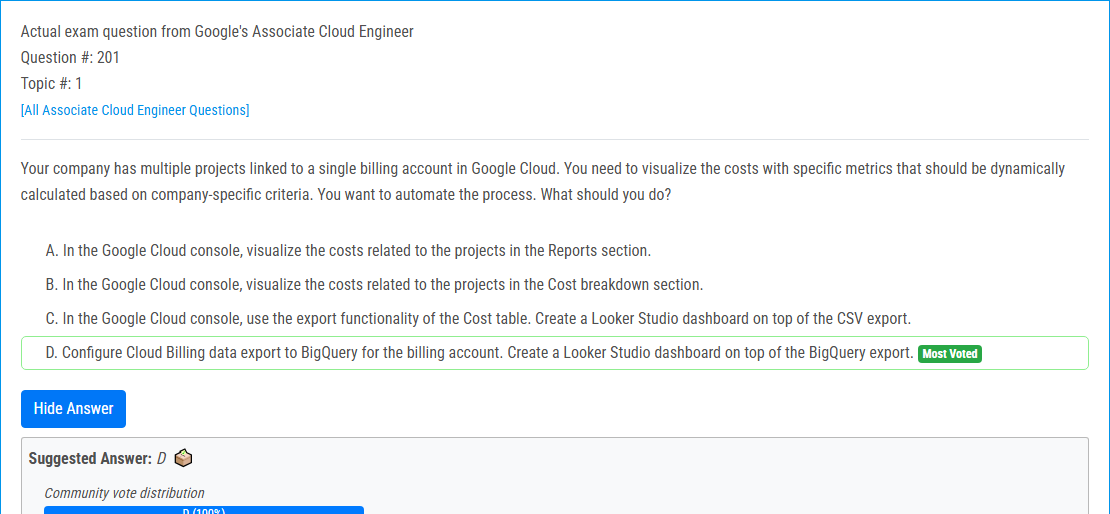 Actual exam question from Google's Associate Cloud Engineer
Question #: 201
Topic #: 1
[All Associate Cloud Engineer Questions]
Your company has multiple projects linked to a single billing account in Google Cloud. You need to visualize the costs with specific metrics that should be dynamically
calculated based on company-specific criteria. You want to automate the process. What should you do?
A. In the Google Cloud console, visualize the costs related to the projects in the Reports section.
B. In the Google Cloud console, visualize the costs related to the projects in the Cost breakdown section.
C. In the Google Cloud console, use the export functionality of the Cost table. Create a Looker Studio dashboard on top of the CSV export.
D. Configure Cloud Billing data export to BigQuery for the billing account. Create a Looker Studio dashboard on top of the BigQuery export. Most Voted
Hide Answer
Suggested Answer: D
Community vote distribution
D (100%)